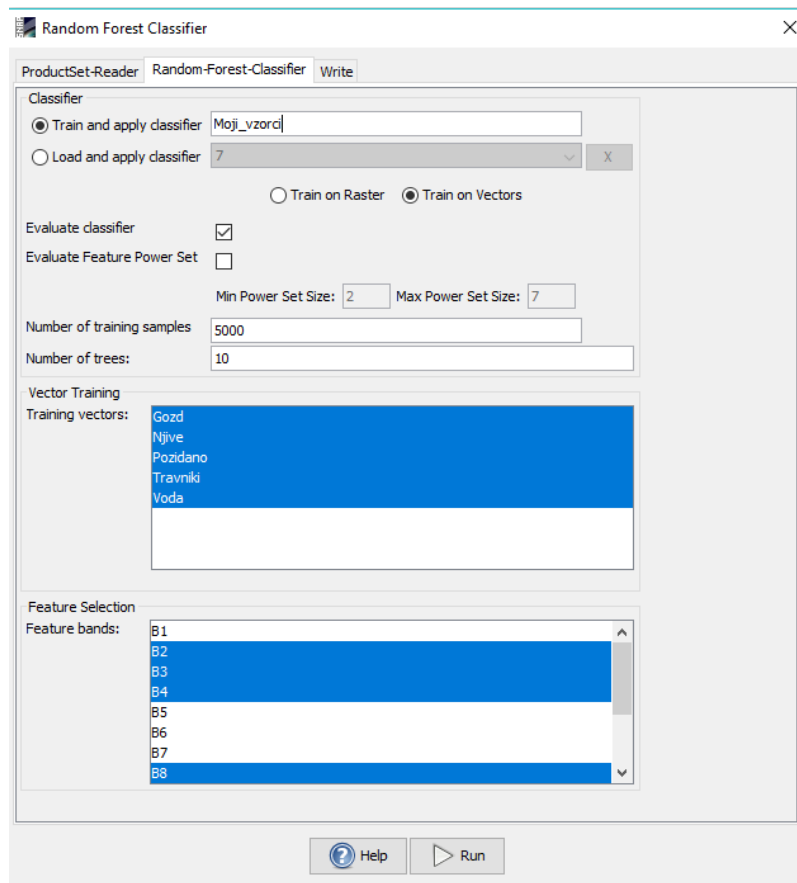 Random Forest Classifier
ProductSet-Reader Random-Forest-Classifier Write
Classifier
Train and apply classifier Moji_vzorci
Load and apply classifier 7 X
Train on Raster Train on Vectors
Evaluate classifier
Evaluate Feature Power Set
Min Power Set Size: 2 Max Power Set Size: 7
Number of training samples 5000
Number of trees: 10
Vector Training
Training vectors: Gozd
Njive
Pozidano
Travniki
Voda
Feature Selection
Feature bands: B1
B2
B3
B4
B5
B6
B7
B8
Help Run